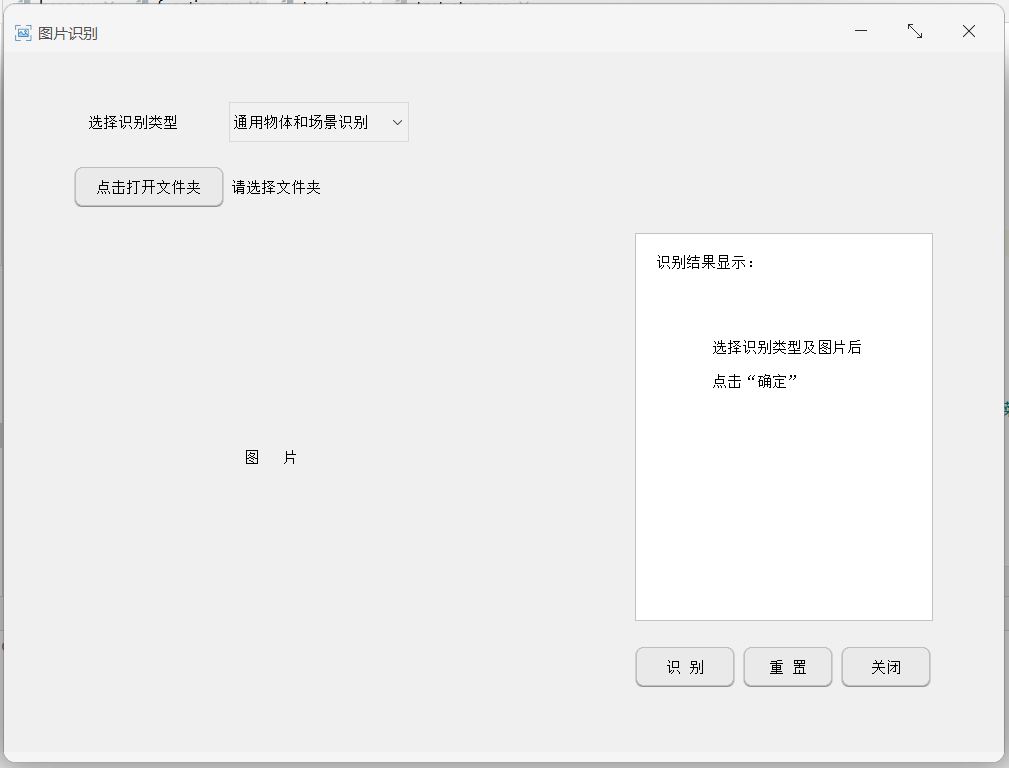 图片识别
选择识别类型 通用物体和场景识别
点击打开文件夹 请选择文件夹
识别结果显示：
选择识别类型及图片后
点击“确定”
图 片
识 别 重 置 关闭